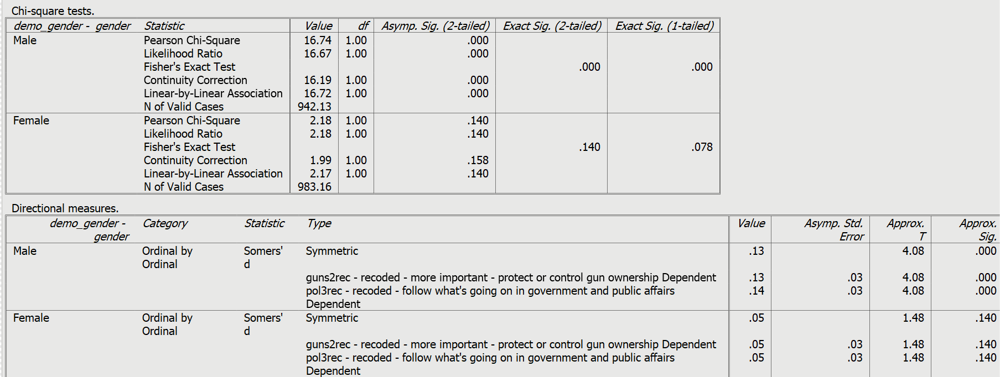 Chi-square tests.
demo_gender - gender Statistic Value df Asymp. Sig. (2-tailed) Exact Sig. (2-tailed) Exact Sig. (1-tailed)
Male Pearson Chi-Square 16.74 1.00 .000
Likelihood Ratio 16.67 1.00 .000
Fisher's Exact Test .000 .000
Continuity Correction 16.19 1.00 .000
Linear-by-Linear Association 16.72 1.00 .000
N of Valid Cases 942.13
Female Pearson Chi-Square 2.18 1.00 .140
Likelihood Ratio 2.18 1.00 .140
Fisher's Exact Test .140 .078
Continuity Correction 1.99 1.00 .158
Linear-by-Linear Association 2.17 1.00 .140
N of Valid Cases 983.16
Directional measures.
demo_gender - Category Statistic Type Value Asymp. Std. Approx. Approx.
gender Error T Sig.
Male Ordinal by Somers' Symmetric .13 4.08 .000
Ordinal d
guns2rec - recoded - more important - protect or control gun ownership Dependent .13 .03 4.08 .000
pol3rec - recoded - follow what's going on in government and public affairs .14 .03 4.08 .000
Dependent
Female Ordinal by Somers' Symmetric .05 1.48 .140
Ordinal d
guns2rec - recoded - more important - protect or control gun ownership Dependent .05 .03 1.48 .140
pol3rec - recoded - follow what's going on in government and public affairs .05 .03 1.48 .140
Dependent